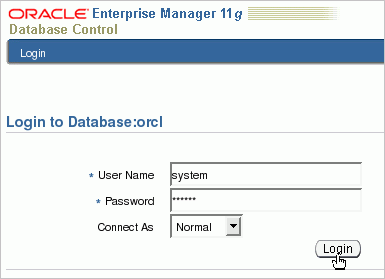 ORACLE Enterprise Manager 11g
Database Control
Login
Login to Database:orcl
* User Name system
* Password ******
Connect As Normal
Login